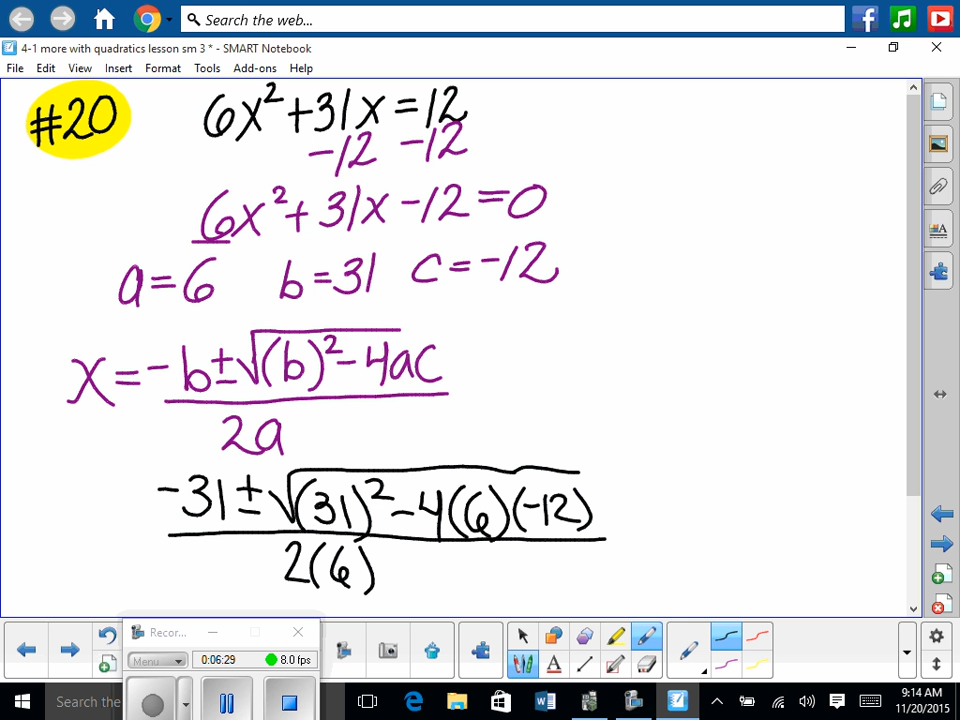 Search the web...
4-1 more with quadratics lesson sm 3 * - SMART Notebook
File Edit View Insert Format Tools Add-ons Help
#20
6x²+31x=12
-12 -12
6x²+31x-12=0
a=6 b=31 c=-12
x=-b±√(b)²-4ac
2a
-31±√(31)²-4(6)(-12)
2(6)
Recor...
Menu
0:06:29
8.0 fps
Search the
9:14 AM
11/20/2015